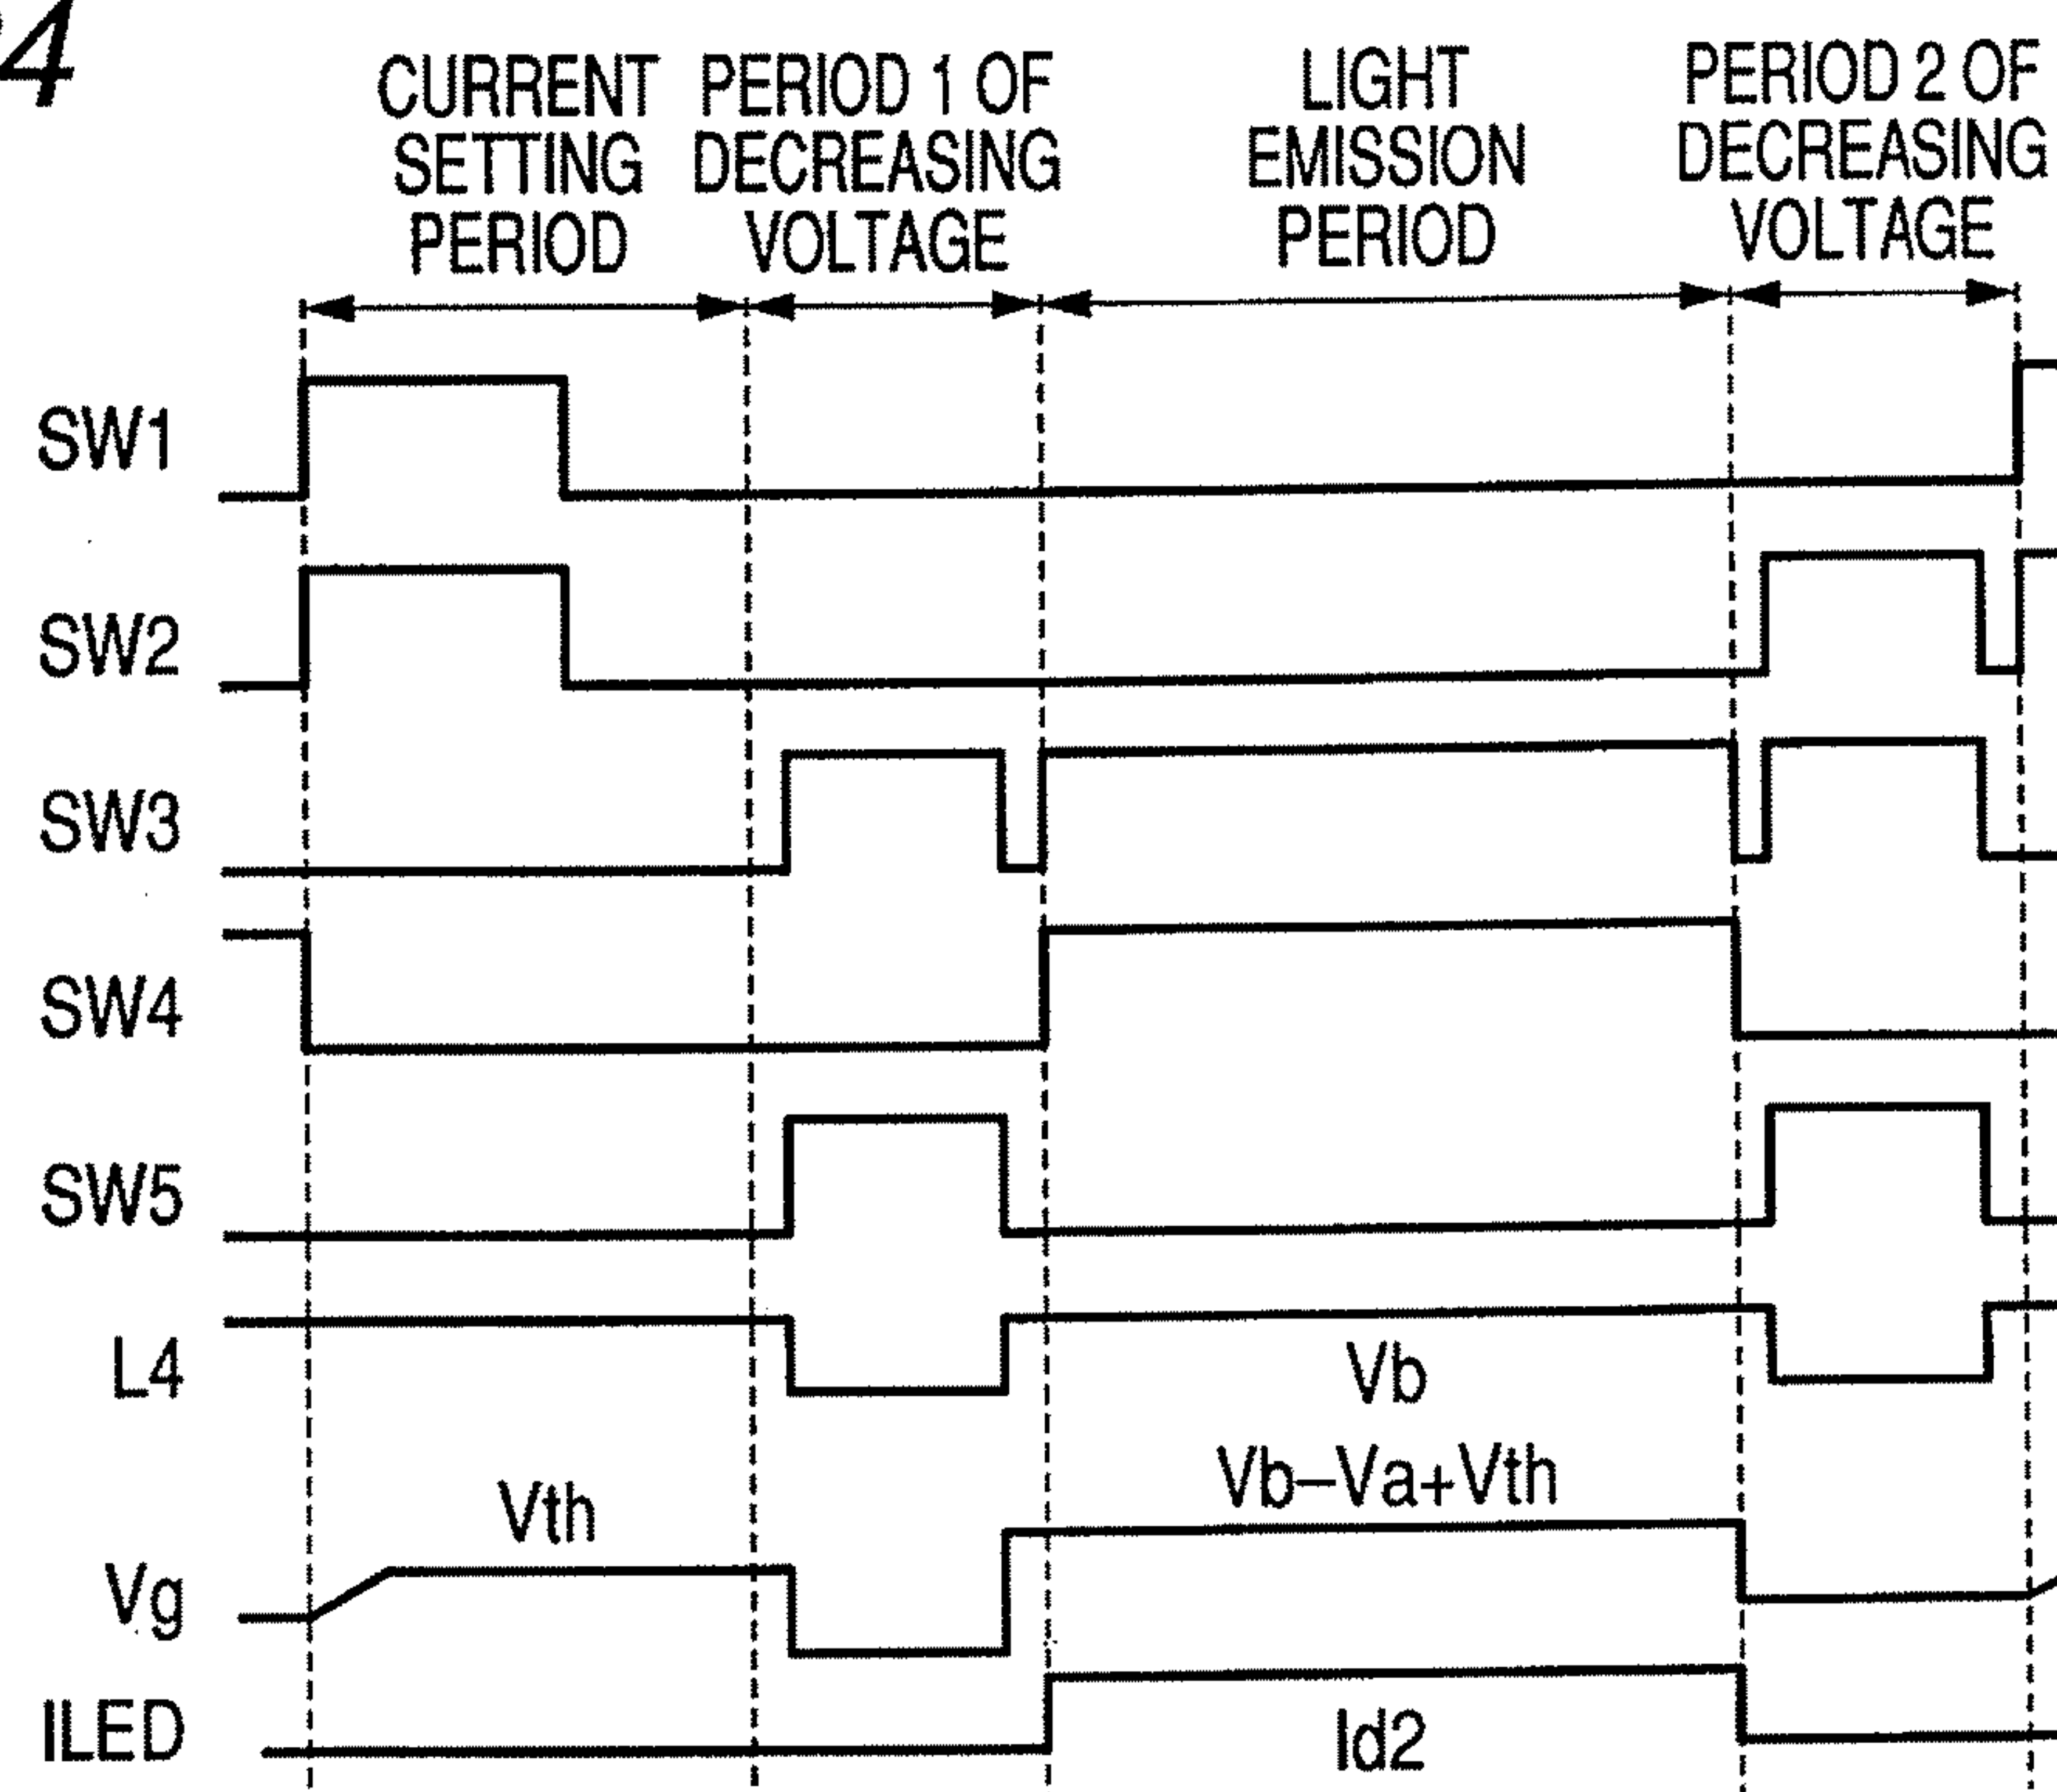 4
CURRENT SETTING PERIOD
PERIOD 1 OF DECREASING VOLTAGE
LIGHT EMISSION PERIOD
PERIOD 2 OF DECREASING VOLTAGE
SW1
SW2
SW3
SW4
SW5
L4
Vb
Vb–Va+Vth
Vth
Vg
ILED
Id2